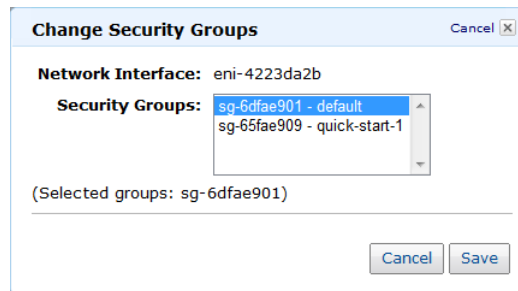 Change Security Groups
Cancel
Network Interface: eni-4223da2b
Security Groups: sg-6dfae901 - default
sg-65fae909 - quick-start-1
(Selected groups: sg-6dfae901)
Cancel Save